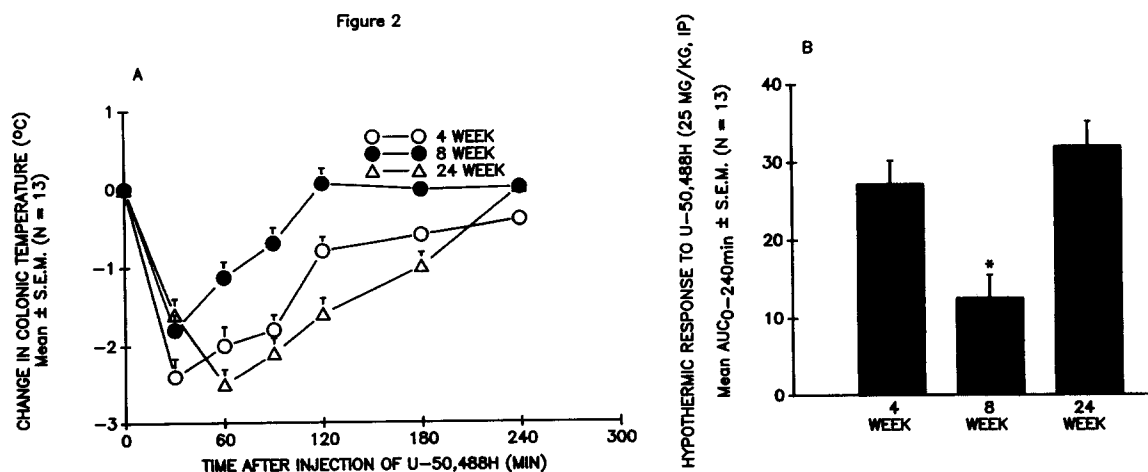 Figure 2
A
CHANGE IN COLONIC TEMPERATURE (ºC)
Mean ± S.E.M. (N = 13)
1
0
−1
−2
−3
4 WEEK
8 WEEK
24 WEEK
0 60 120 180 240 300
TIME AFTER INJECTION OF U−50,488H (MIN)
B
HYPOTHERMIC RESPONSE TO U−50,488H (25 MG/KG, IP)
Mean AUC0−240min ± S.E.M. (N = 13)
40
30
20
10
0
*
4 8 24
WEEK WEEK WEEK